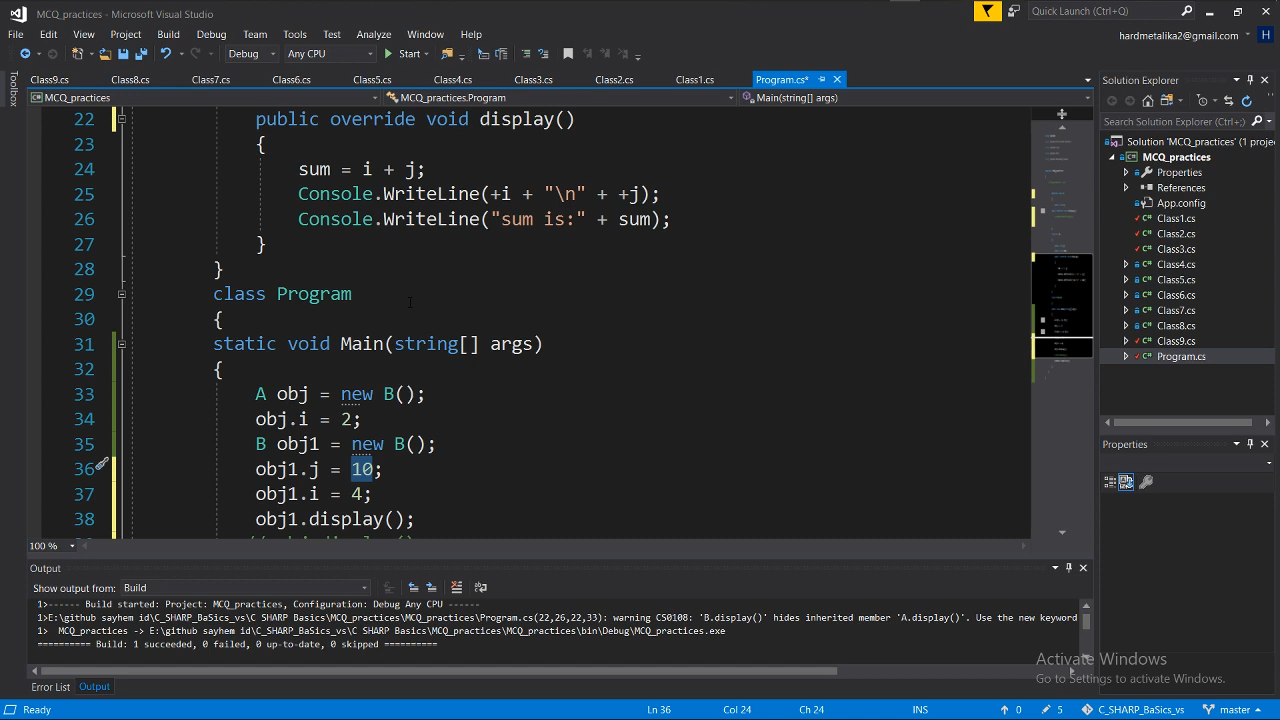 MCQ_practices - Microsoft Visual Studio
Quick Launch (Ctrl+Q)
File Edit View Project Build Debug Team Tools Test Analyze Window Help
hardmetalika2@gmail.com H
Debug Any CPU Start
Toolbox
Class9.cs Class8.cs Class7.cs Class6.cs Class5.cs Class4.cs Class3.cs Class2.cs Class1.cs Program.cs*
MCQ_practices MCQ_practices.Program Main(string[] args)
22 public override void display()
23 {
24 sum = i + j;
25 Console.WriteLine(+i + "\n" + +j);
26 Console.WriteLine("sum is:" + sum);
27 }
28 }
29 class Program
30 {
31 static void Main(string[] args)
32 {
33 A obj = new B();
34 obj.i = 2;
35 B obj1 = new B();
36 obj1.j = 10;
37 obj1.i = 4;
38 obj1.display();
100 %
Solution Explorer
Search Solution Explorer (Ctrl+;)
Solution 'MCQ_practices' (1 projec
MCQ_practices
Properties
References
App.config
Class1.cs
Class2.cs
Class3.cs
Class4.cs
Class5.cs
Class6.cs
Class7.cs
Class8.cs
Class9.cs
Program.cs
Properties
Output
Show output from: Build
1>------ Build started: Project: MCQ_practices, Configuration: Debug Any CPU ------
1>E:\github sayhem id\C_SHARP_BaSics_vs\C SHARP Basics\MCQ_practices\MCQ_practices\Program.cs(22,26,22,33): warning CS0108: 'B.display()' hides inherited member 'A.display()'. Use the new keyword
1> MCQ_practices -> E:\github sayhem id\C_SHARP_BaSics_vs\C SHARP Basics\MCQ_practices\MCQ_practices\bin\Debug\MCQ_practices.exe
========== Build: 1 succeeded, 0 failed, 0 up-to-date, 0 skipped ==========
Activate Windows
Go to Settings to activate Windows.
Error List Output
Ready Ln 36 Col 24 Ch 24 INS 0 5 C_SHARP_BaSics_vs master